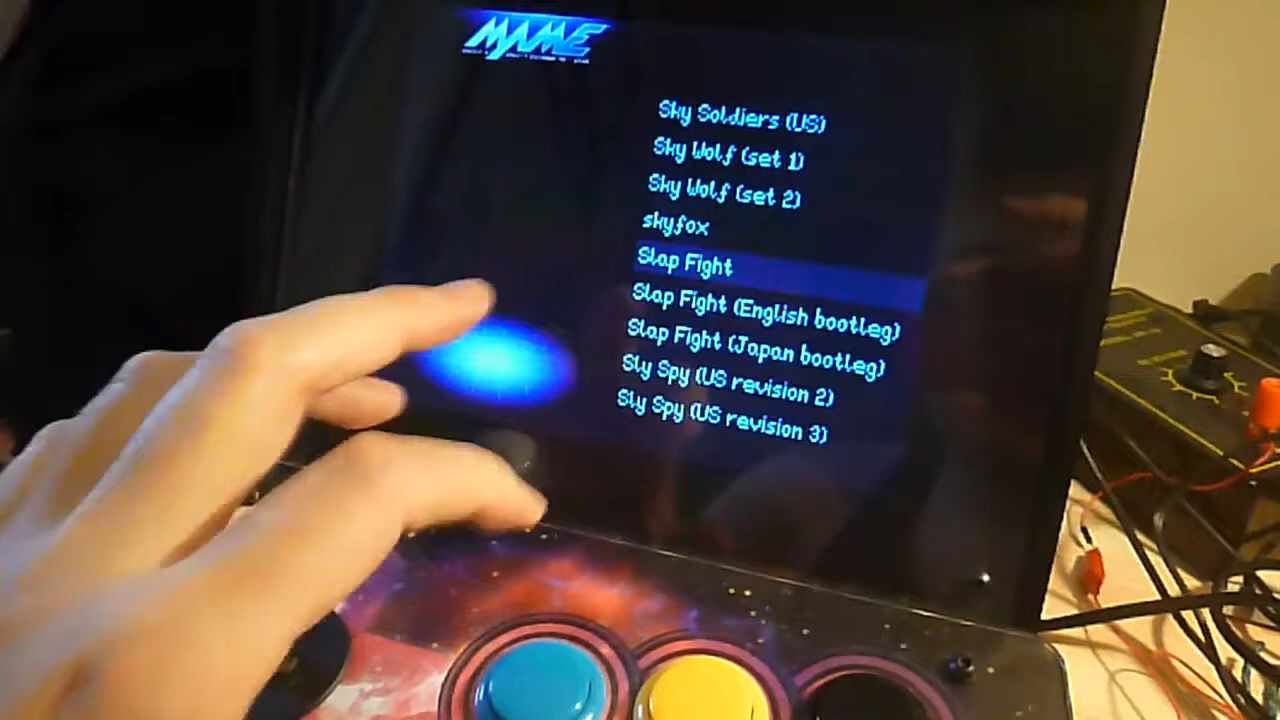 MAME
Sky Soldiers (US)
Sky Wolf (set 1)
Sky Wolf (set 2)
skyfox
Slap Fight
Slap Fight (English bootleg)
Slap Fight (Japan bootleg)
Sly Spy (US revision 2)
Sly Spy (US revision 3)